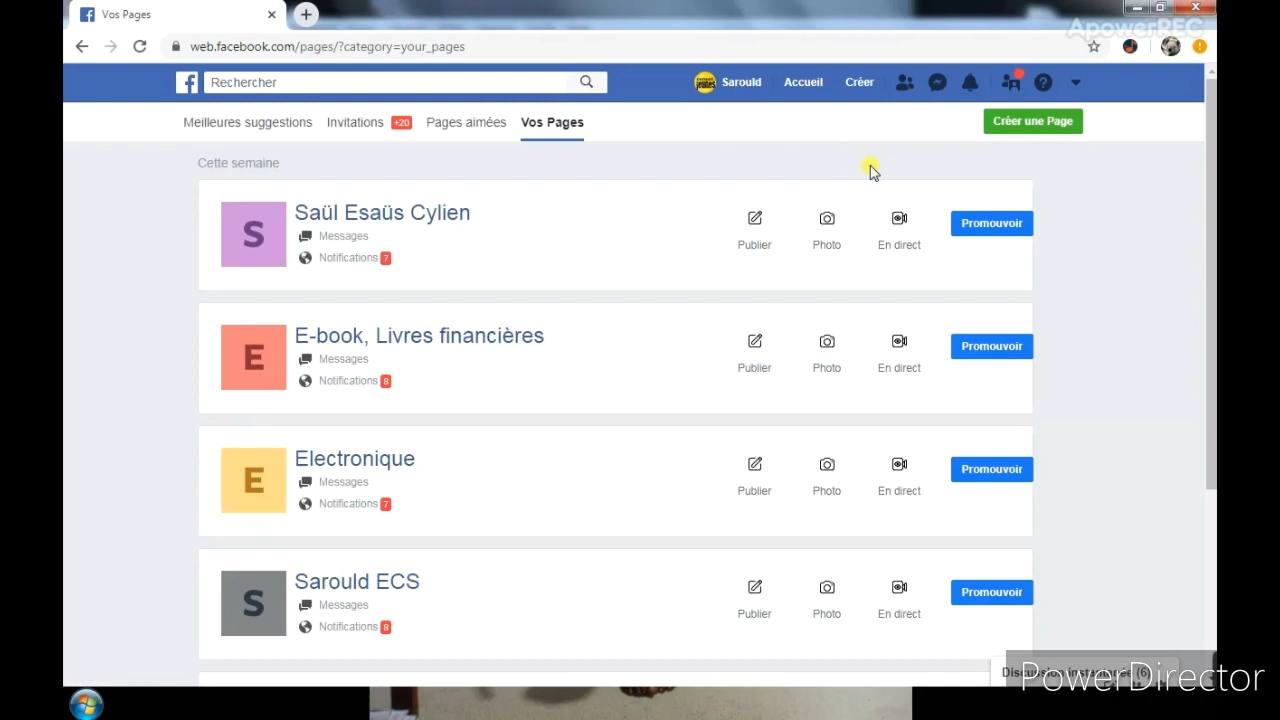 Vos Pages
ApowerREC
web.facebook.com/pages/?category=your_pages
Rechercher
Sarould Accueil Créer
Meilleures suggestions Invitations +20 Pages aimées Vos Pages Créer une Page
Cette semaine
S
Saül Esaüs Cylien
Messages
Notifications 7
Publier Photo En direct Promouvoir
E
E-book, Livres financières
Messages
Notifications 8
Publier Photo En direct Promouvoir
E
Electronique
Messages
Notifications 7
Publier Photo En direct Promouvoir
S
Sarould ECS
Messages
Notifications 8
Publier Photo En direct Promouvoir
Discussion instantanée (6)
PowerDirector